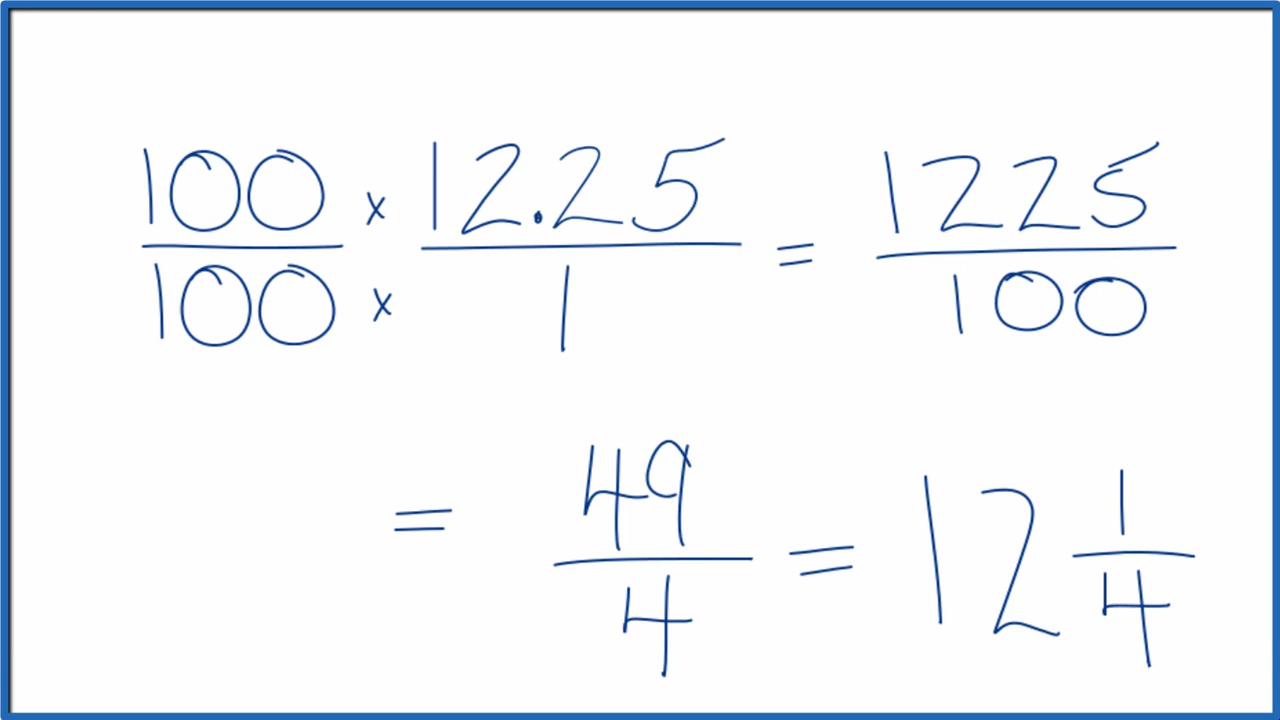 100 × 12.25 = 1225
100 × 1 100
= 49 = 12 1
4 4